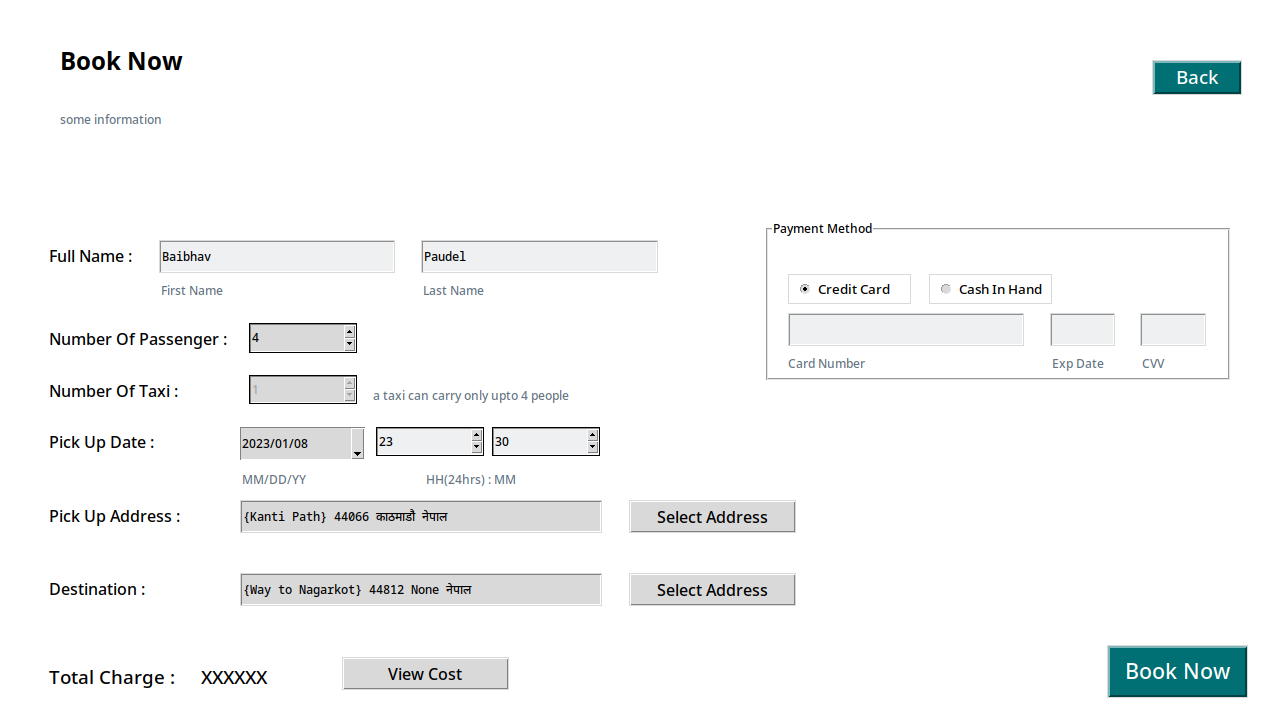 Book Now
Back
some information
Payment Method
Full Name : Baibhav Paudel
First Name Last Name
Credit Card Cash In Hand
Card Number Exp Date CVV
Number Of Passenger : 4
Number Of Taxi : 1 a taxi can carry only upto 4 people
Pick Up Date : 2023/01/08 23 30
MM/DD/YY HH(24hrs) : MM
Pick Up Address : {Kanti Path} 44066 काठमाडौं नेपाल Select Address
Destination : {Way to Nagarkot} 44812 None नेपाल Select Address
Total Charge : XXXXXX View Cost
Book Now